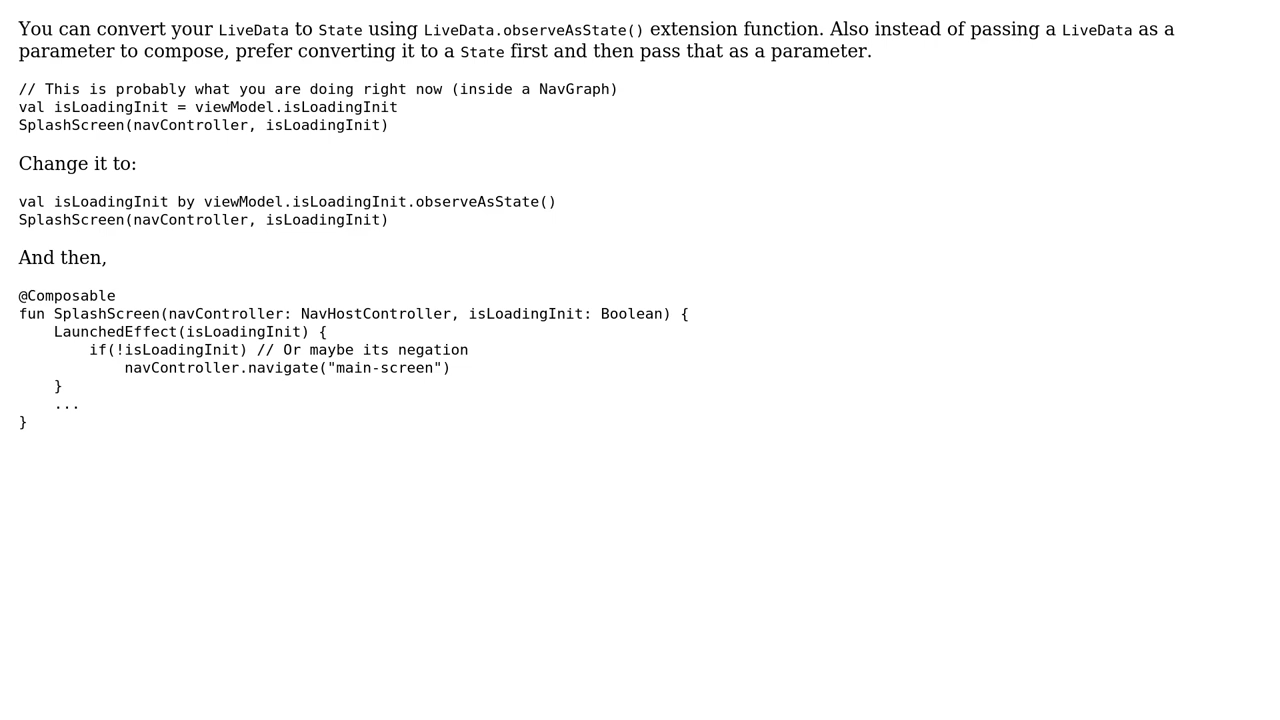 You can convert your LiveData to State using LiveData.observeAsState() extension function. Also instead of passing a LiveData as a
parameter to compose, prefer converting it to a State first and then pass that as a parameter.
// This is probably what you are doing right now (inside a NavGraph)
val isLoadingInit = viewModel.isLoadingInit
SplashScreen(navController, isLoadingInit)
Change it to:
val isLoadingInit by viewModel.isLoadingInit.observeAsState()
SplashScreen(navController, isLoadingInit)
And then,
@Composable
fun SplashScreen(navController: NavHostController, isLoadingInit: Boolean) {
    LaunchedEffect(isLoadingInit) {
        if(!isLoadingInit) // Or maybe its negation
            navController.navigate("main-screen")
    }
    ...
}